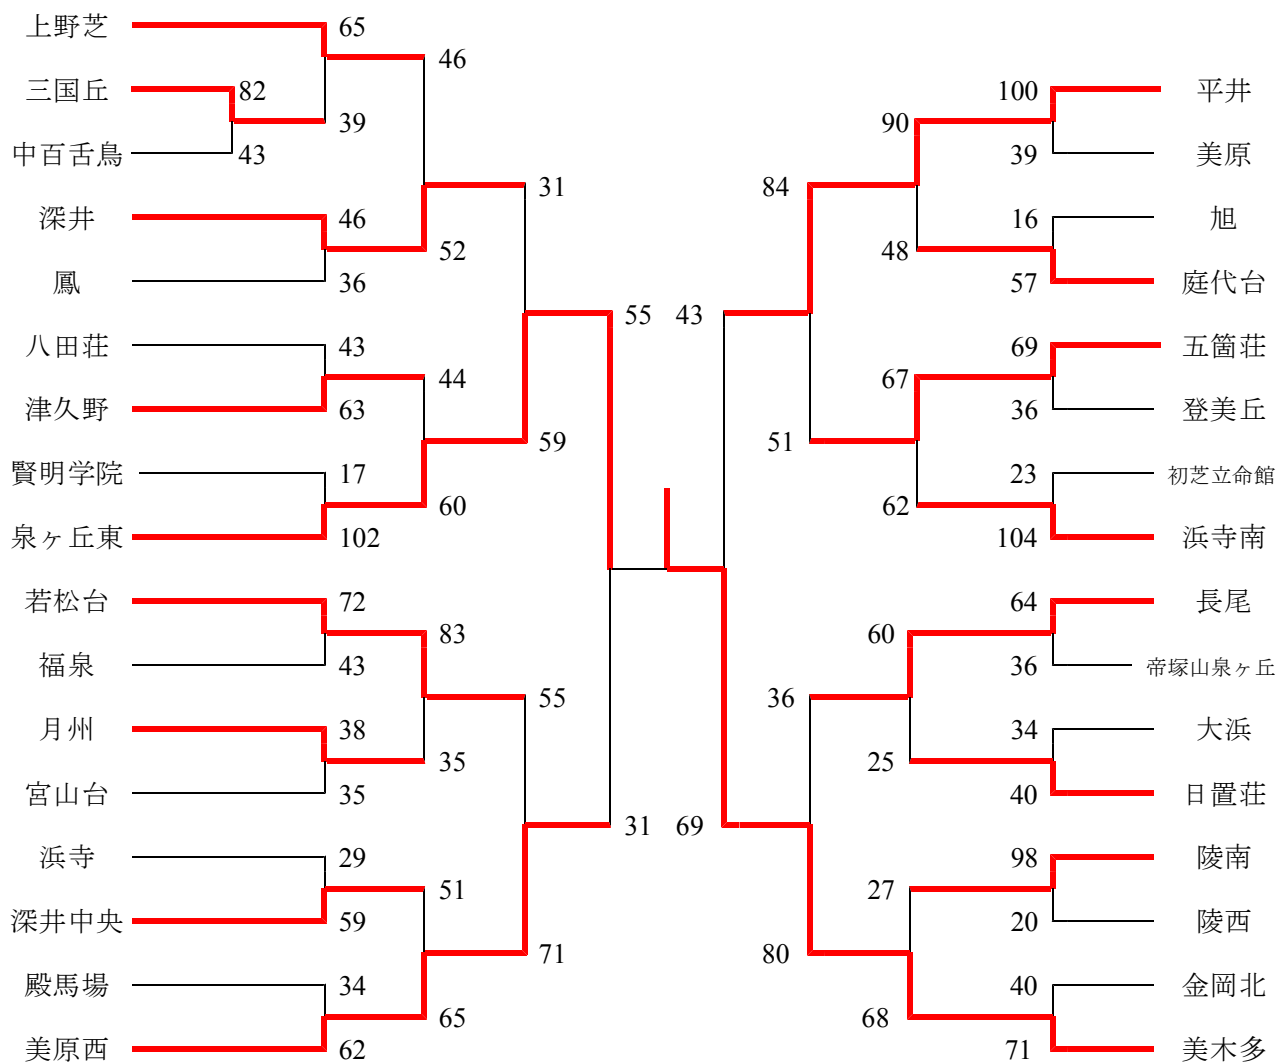 上野芝
65
46
三国丘
82
39
中百舌鳥
43
深井
46
31
52
鳳
36
八田荘
43
44
津久野
63
59
賢明学院
17
60
泉ヶ丘東
102
55
若松台
72
83
福泉
43
55
月州
38
35
宮山台
35
31
浜寺
29
51
深井中央
59
71
殿馬場
34
65
美原西
62
100
平井
90
39
美原
84
16
旭
48
57
庭代台
43
69
五箇荘
67
36
登美丘
51
23
初芝立命館
62
104
浜寺南
64
長尾
60
36
帝塚山泉ヶ丘
36
34
大浜
25
40
日置荘
69
98
陵南
27
20
陵西
80
40
金岡北
68
71
美木多